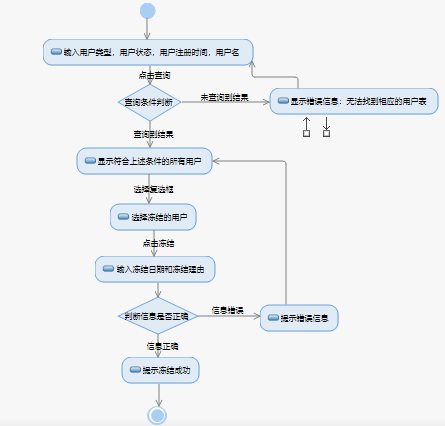 输入用户类型，用户状态，用户注册时间，用户名
点击查询
查询条件判断
未查询到结果
显示错误信息：无法找到相应的用户表
查询到结果
显示符合上述条件的所有用户
选择复选框
选择冻结的用户
点击冻结
输入冻结日期和冻结理由
判断信息是否正确
信息错误
提示错误信息
信息正确
提示冻结成功